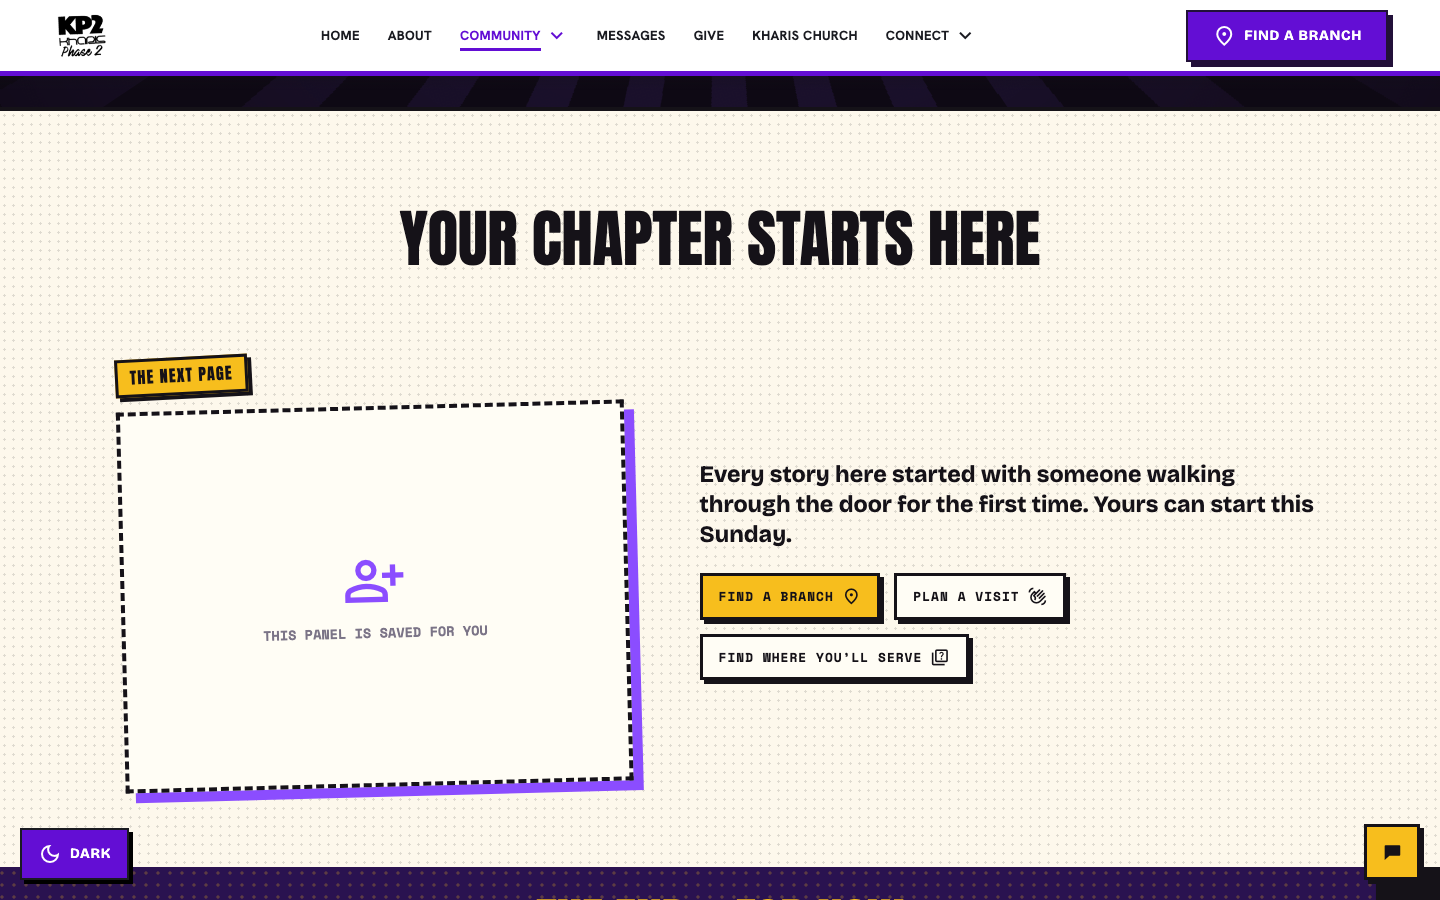 KP2
KHARIS
Phase 2
HOME
ABOUT
COMMUNITY
MESSAGES
GIVE
KHARIS CHURCH
CONNECT
FIND A BRANCH
YOUR CHAPTER STARTS HERE
THE NEXT PAGE
THIS PANEL IS SAVED FOR YOU
Every story here started with someone walking
through the door for the first time. Yours can start this
Sunday.
FIND A BRANCH
PLAN A VISIT
FIND WHERE YOU’LL SERVE
DARK